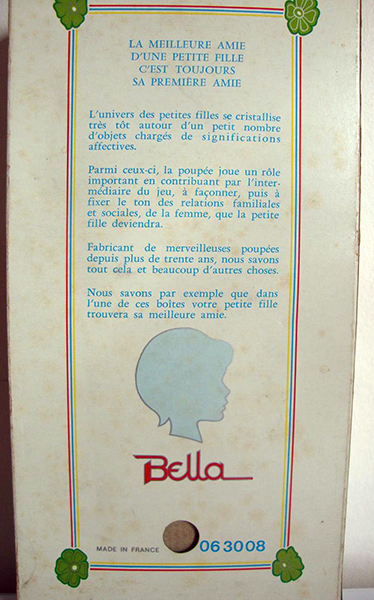 LA MEILLEURE AMIE
D'UNE PETITE FILLE
C'EST TOUJOURS
SA PREMIÈRE AMIE
L'univers des petites filles se cristallise
très tôt autour d'un petit nombre
d'objets chargés de significations
affectives.
Parmi ceux-ci, la poupée joue un rôle
important en contribuant par l'inter-
médiaire du jeu, à façonner, puis à
fixer le ton des relations familiales
et sociales, de la femme, que la petite
fille deviendra.
Fabricant de merveilleuses poupées
depuis plus de trente ans, nous savons
tout cela et beaucoup d'autres choses.
Nous savons par exemple que dans
l'une de ces boîtes votre petite fille
trouvera sa meilleure amie.
Bella
MADE IN FRANCE 063008